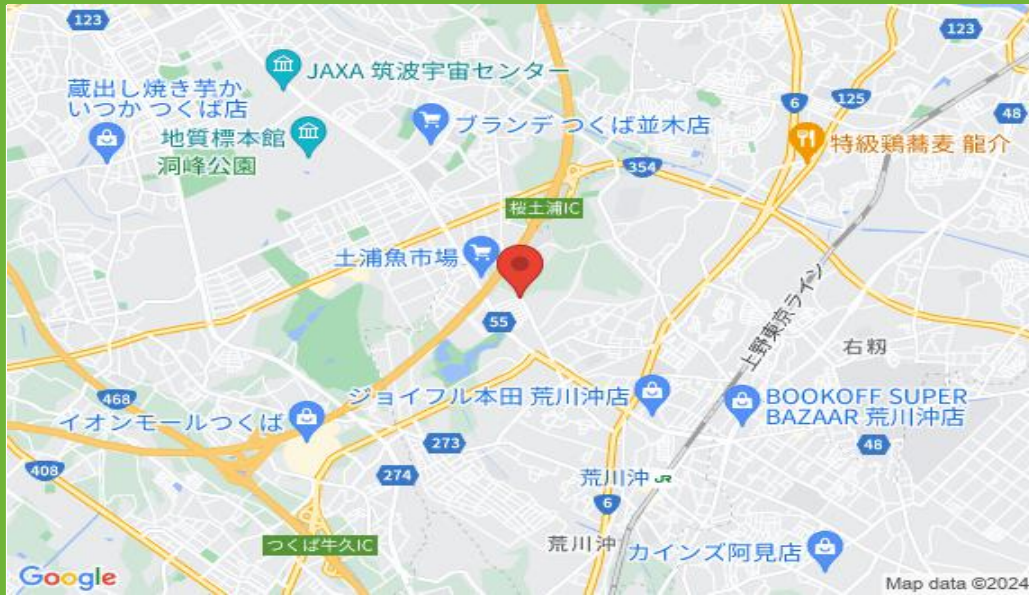 123
123
JAXA 筑波宇宙センター
蔵出し焼き芋か
いつか つくば店
6
125
48
地質標本館
ブランデ つくば並木店
特級鶏蕎麦 龍介
洞峰公園
354
桜土浦IC
土浦魚市場
55
上野東京ライン
右籾
468
ジョイフル本田 荒川沖店
BOOKOFF SUPER
BAZAAR 荒川沖店
イオンモールつくば
273
48
408
274
荒川沖 JR
6
つくば牛久IC
荒川沖
カインズ阿見店
Google
Map data ©2024